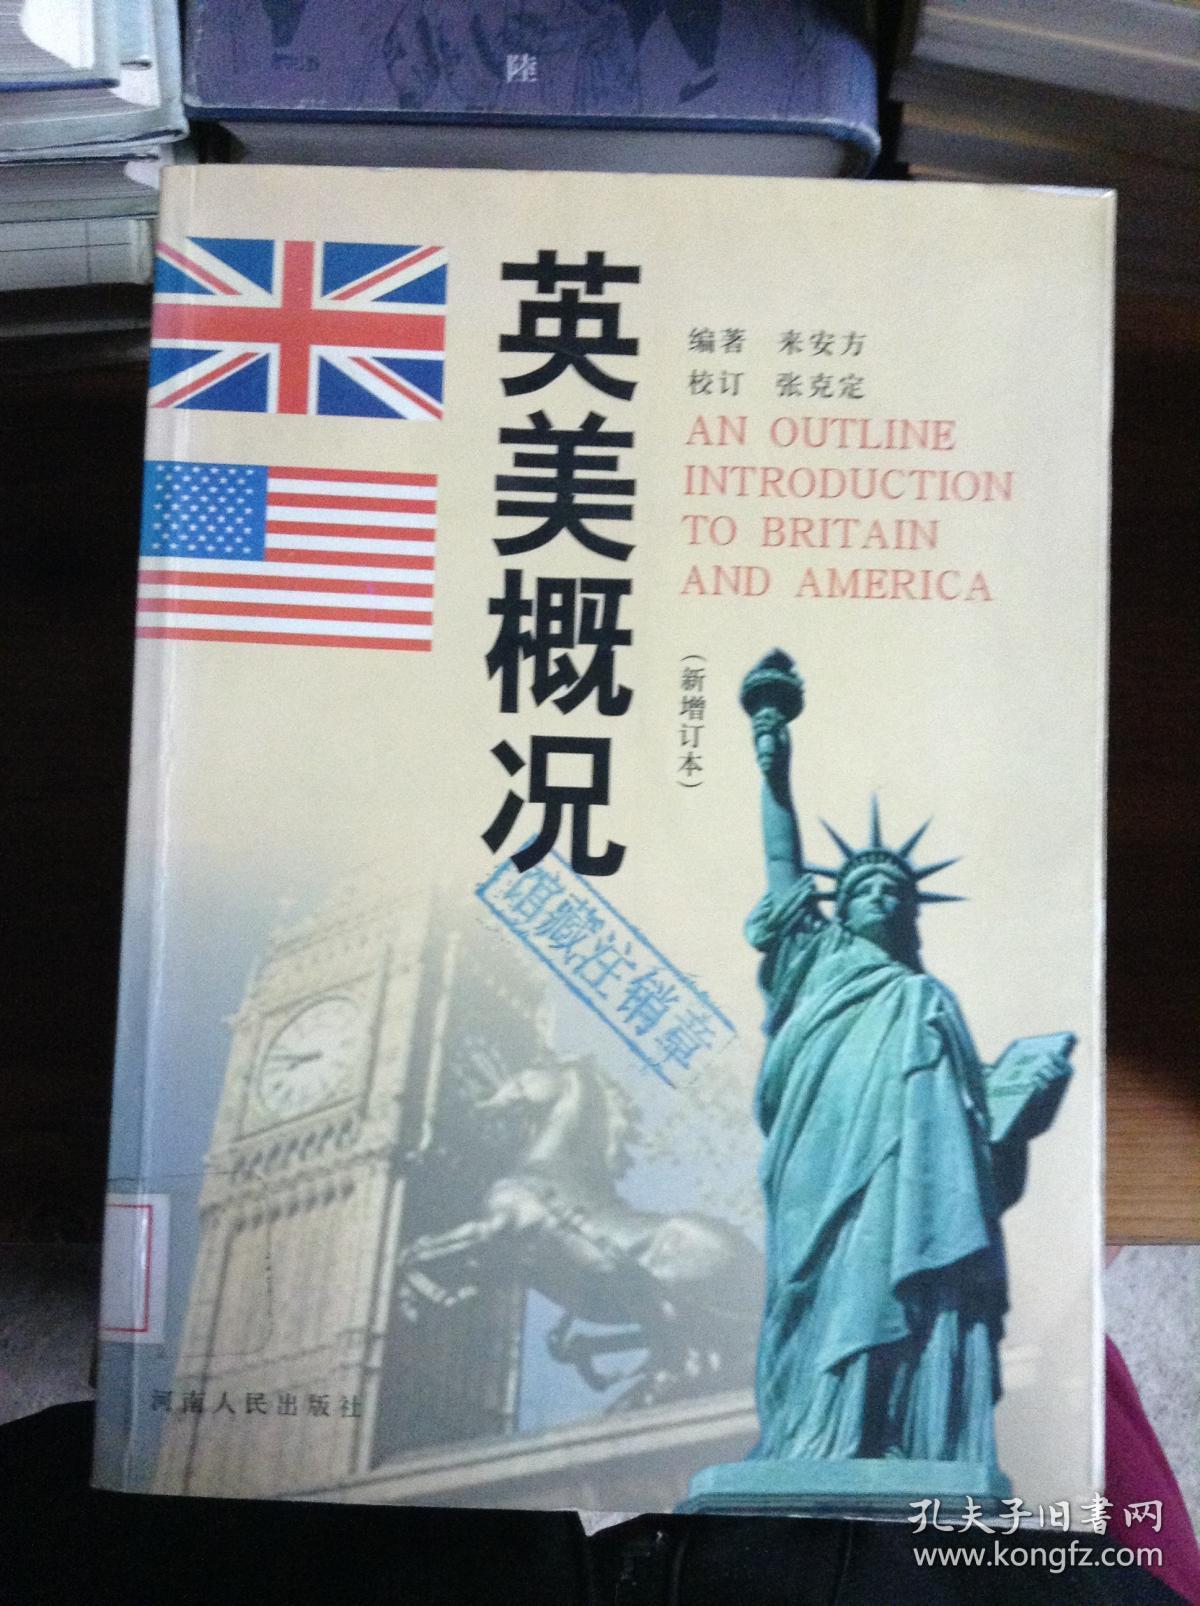 陸
英美概况
编著 来安方
校订 张克定
AN OUTLINE
INTRODUCTION
TO BRITAIN
AND AMERICA
（新增订本）
馆藏注销章
河南人民出版社
孔夫子旧书网
www.kongfz.com